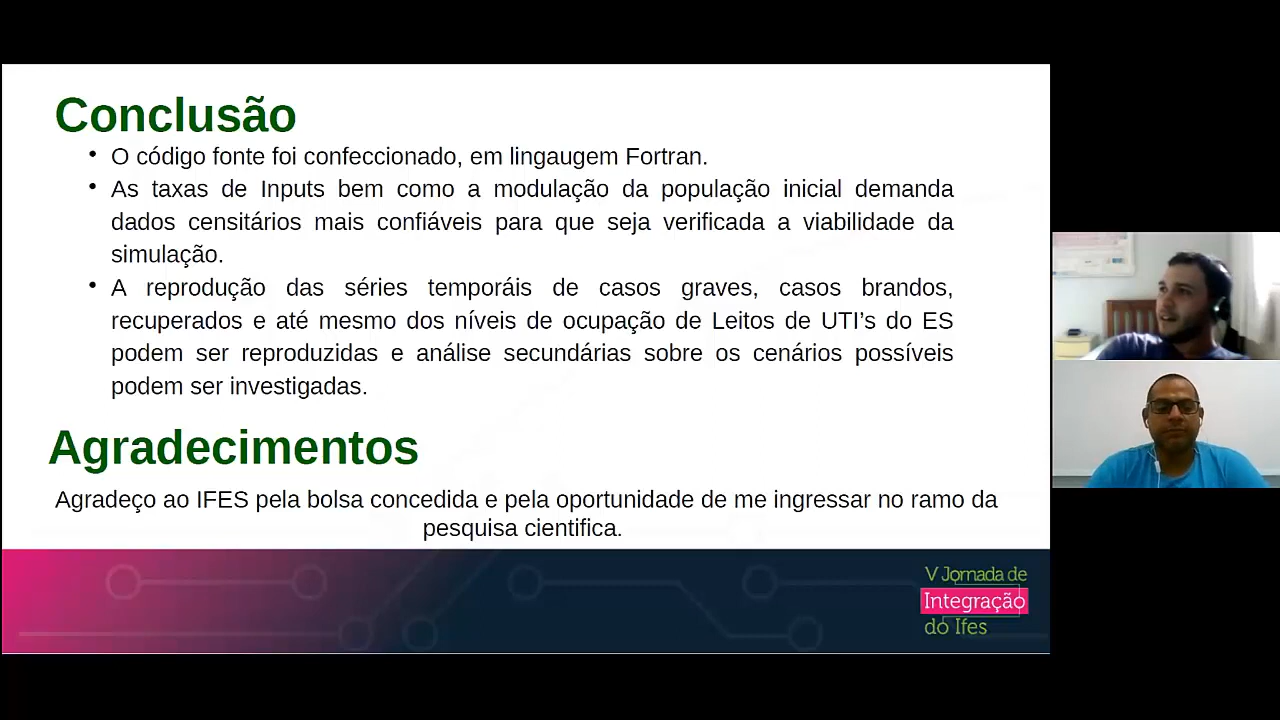 Conclusão
• O código fonte foi confeccionado, em lingaugem Fortran.
• As taxas de Inputs bem como a modulação da população inicial demanda
dados censitários mais confiáveis para que seja verificada a viabilidade da
simulação.
• A reprodução das séries temporáis de casos graves, casos brandos,
recuperados e até mesmo dos níveis de ocupação de Leitos de UTI’s do ES
podem ser reproduzidas e análise secundárias sobre os cenários possíveis
podem ser investigadas.
Agradecimentos
Agradeço ao IFES pela bolsa concedida e pela oportunidade de me ingressar no ramo da
pesquisa cientifica.
V Jornada de
Integração
do Ifes